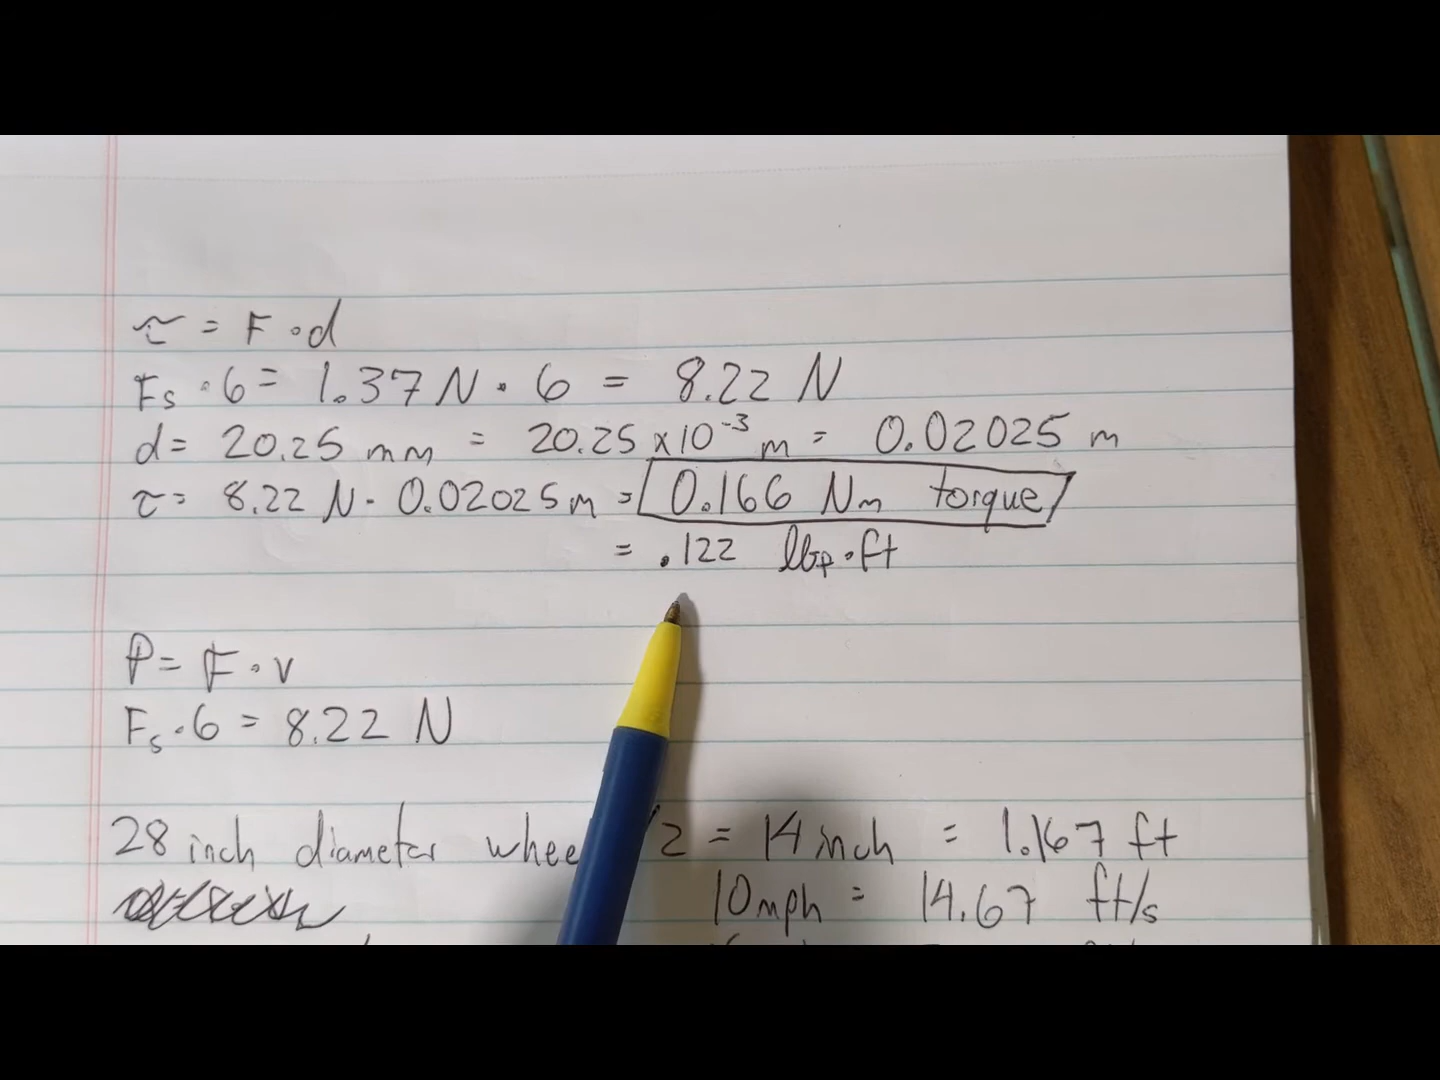 τ = F · d
Fs · 6 = 1.37 N · 6 = 8.22 N
d = 20.25 mm = 20.25 x10⁻³ m = 0.02025 m
τ = 8.22 N · 0.02025 m = 0.166 Nm torque
= .122 lbf · ft
P = F · v
Fs · 6 = 8.22 N
28 inch diameter whee /2 = 14 inch = 1.167 ft
10 mph = 14.67 ft/s